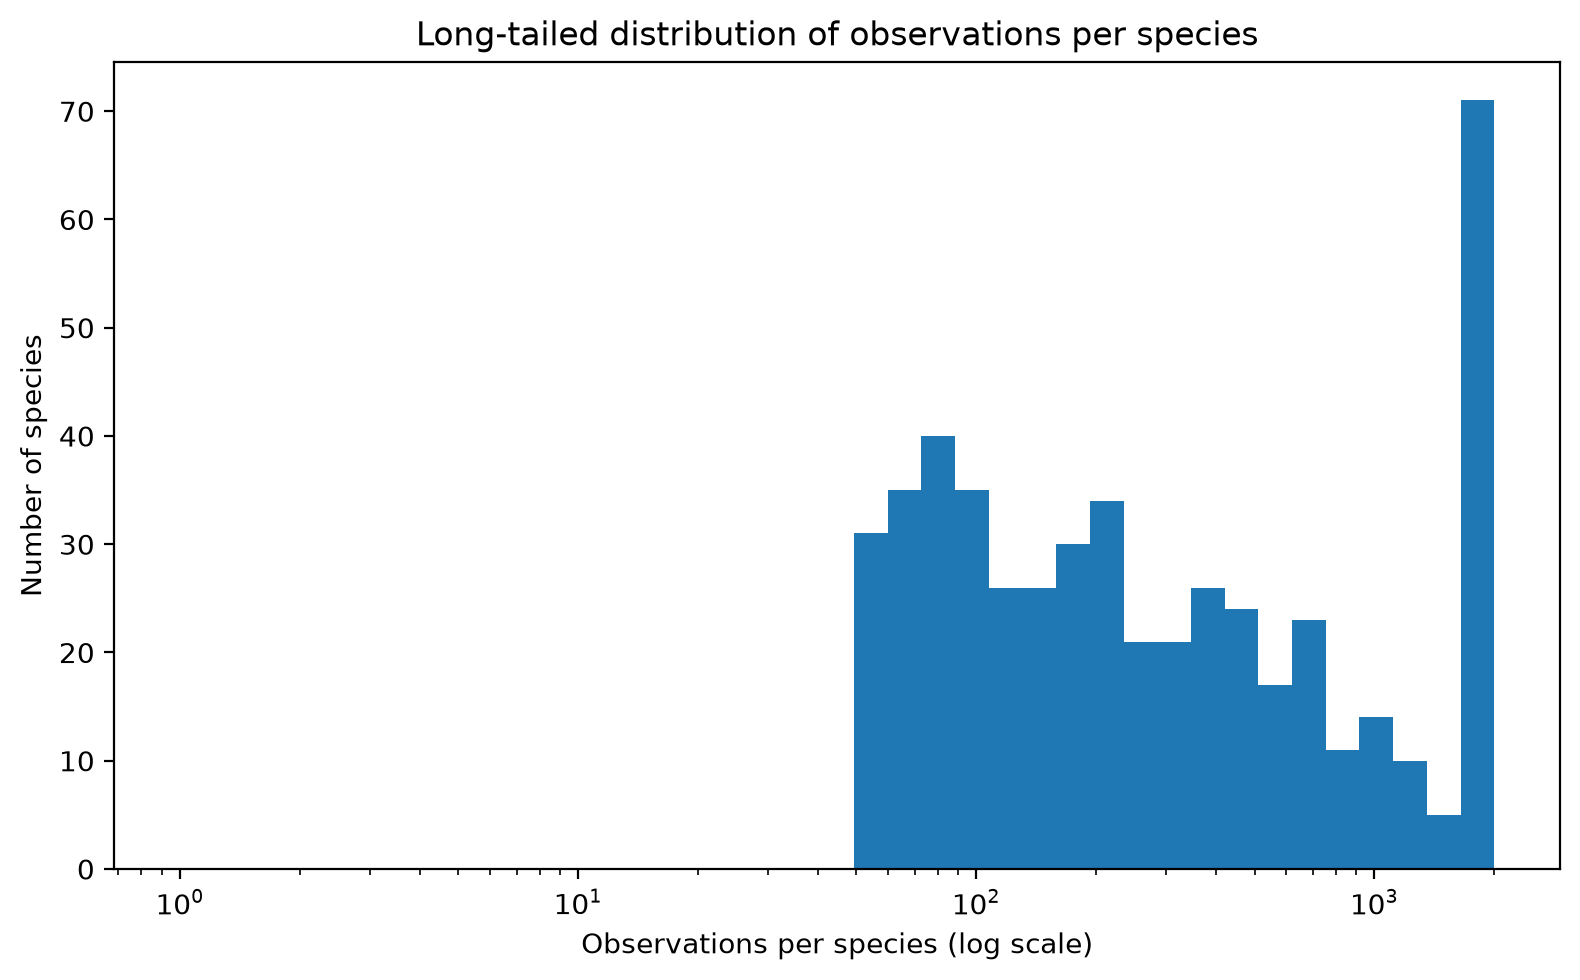 Long-tailed distribution of observations per species
Number of species
70
60
50
40
30
20
10
0
10⁰ 10¹ 10² 10³
Observations per species (log scale)